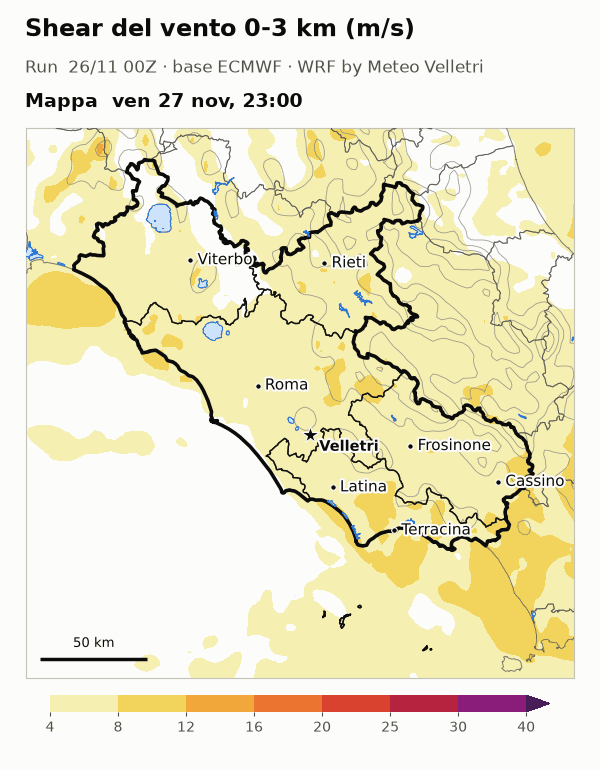 Shear del vento 0-3 km (m/s)
Run  26/11 00Z · base ECMWF · WRF by Meteo Velletri
Mappa  ven 27 nov, 23:00
Viterbo
Rieti
Roma
Velletri
Frosinone
Cassino
Latina
Terracina
50 km
4 8 12 16 20 25 30 40